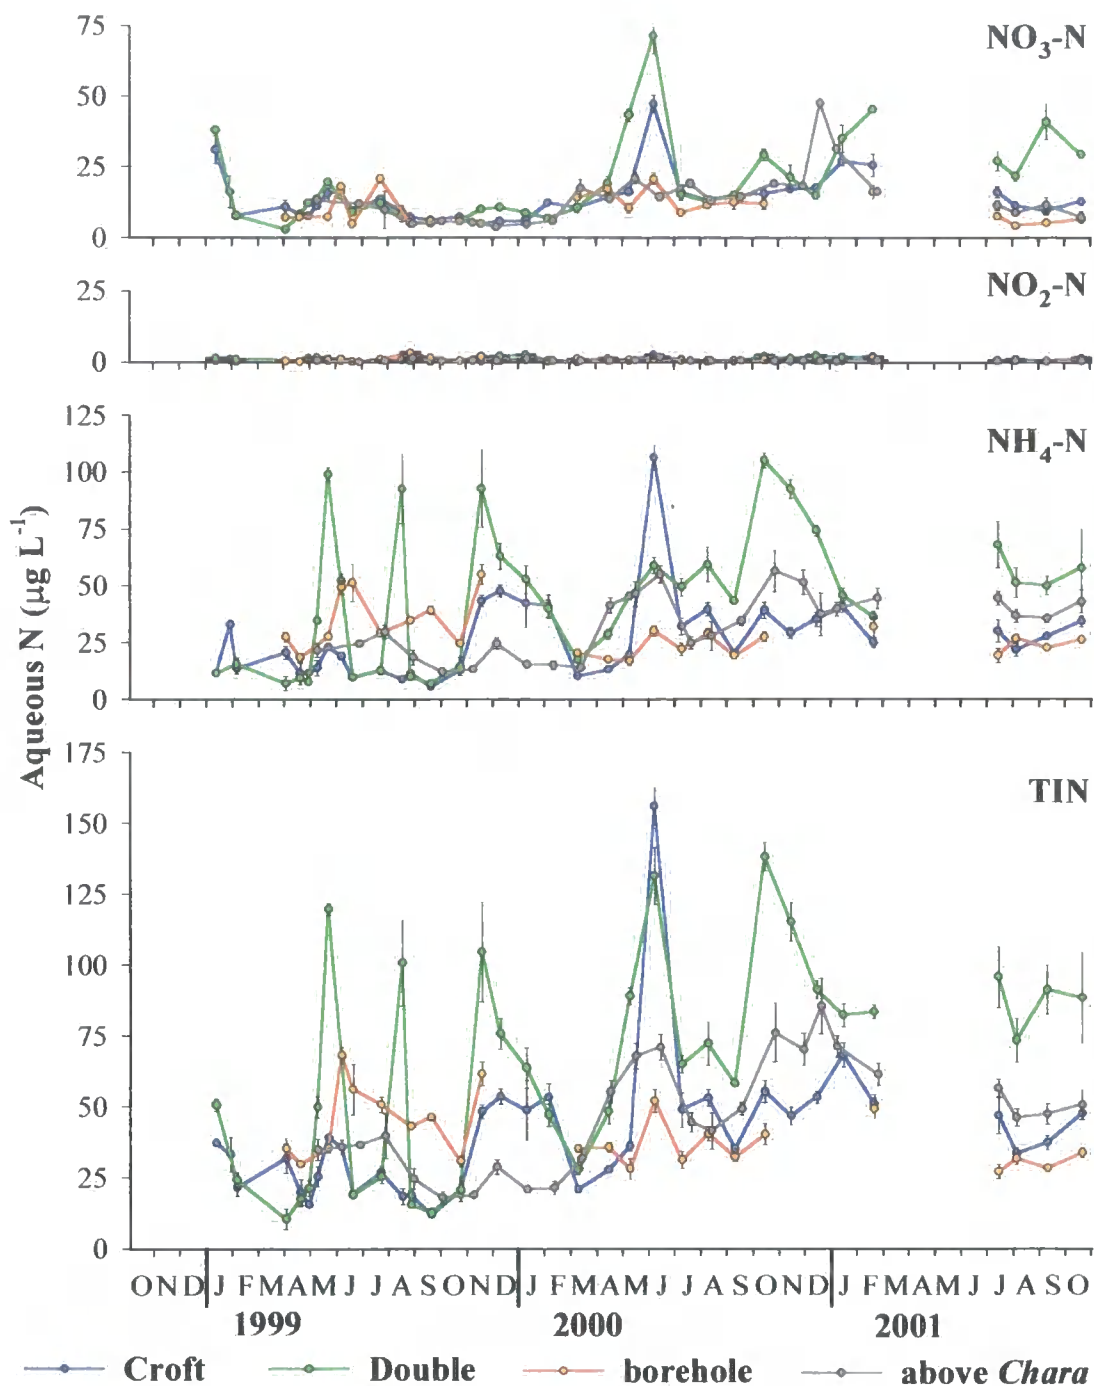 75
50
25
0
NO3-N
25
0
NO2-N
125
100
75
50
25
0
NH4-N
Aqueous N (µg L-1)
175
150
125
100
75
50
25
0
TIN
O N D J F M A M J J A S O N D J F M A M J J A S O N D J F M A M J J A S O
1999 2000 2001
Croft Double borehole above Chara